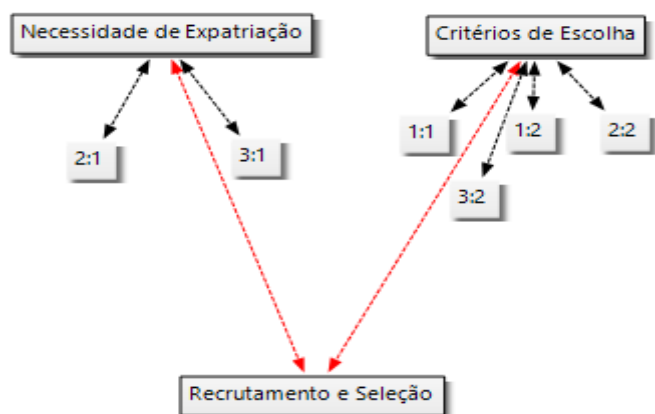 Necessidade de Expatriação
Critérios de Escolha
2:1
3:1
1:1
1:2
2:2
3:2
Recrutamento e Seleção